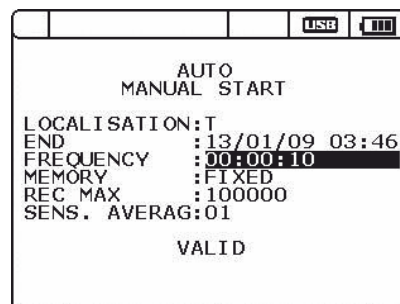 USB
AUTO
MANUAL START
LOCALISATION:T
END :13/01/09 03:46
FREQUENCY :00:00:10
MEMORY :FIXED
REC MAX :100000
SENS. AVERAG:01
VALID